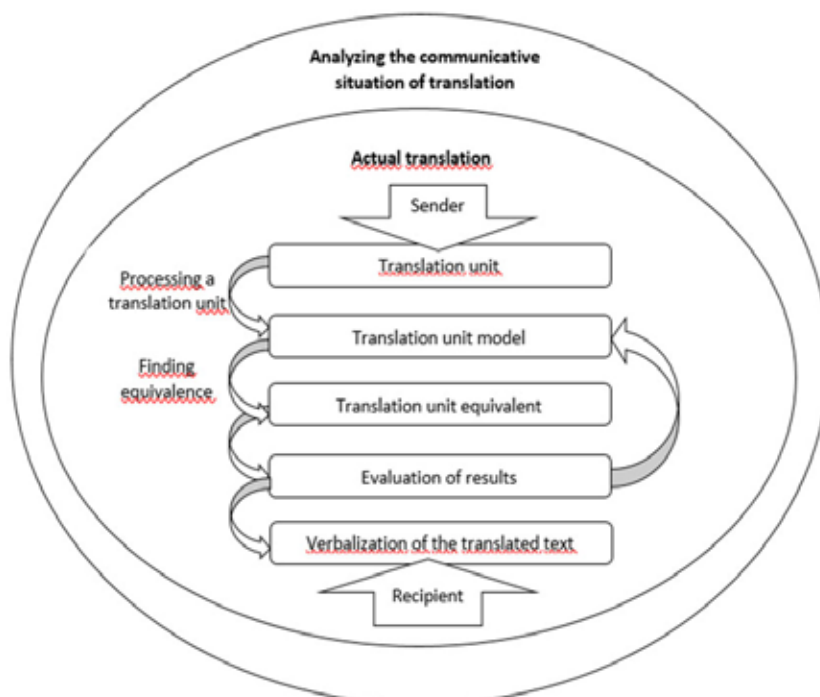 Analyzing the communicative
situation of translation
Actual translation
Sender
Translation unit
Processing a
translation unit
Translation unit model
Finding
equivalence
Translation unit equivalent
Evaluation of results
Verbalization of the translated text
Recipient